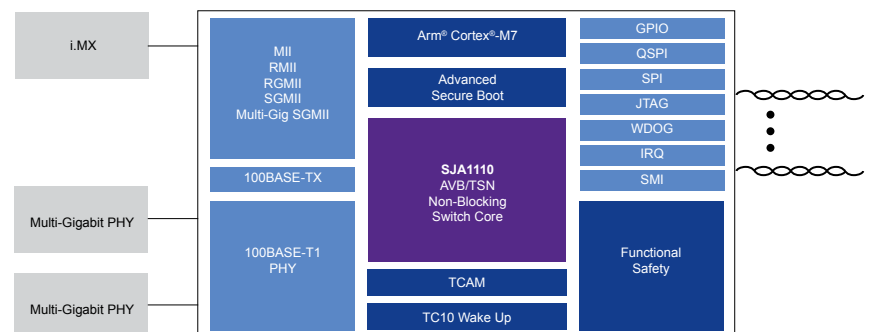 i.MX
Multi-Gigabit PHY
Multi-Gigabit PHY
MII
RMII
RGMII
SGMII
Multi-Gig SGMII
100BASE-TX
100BASE-T1
PHY
Arm® Cortex®-M7
Advanced
Secure Boot
SJA1110
AVB/TSN
Non-Blocking
Switch Core
TCAM
TC10 Wake Up
GPIO
QSPI
SPI
JTAG
WDOG
IRQ
SMI
Functional
Safety